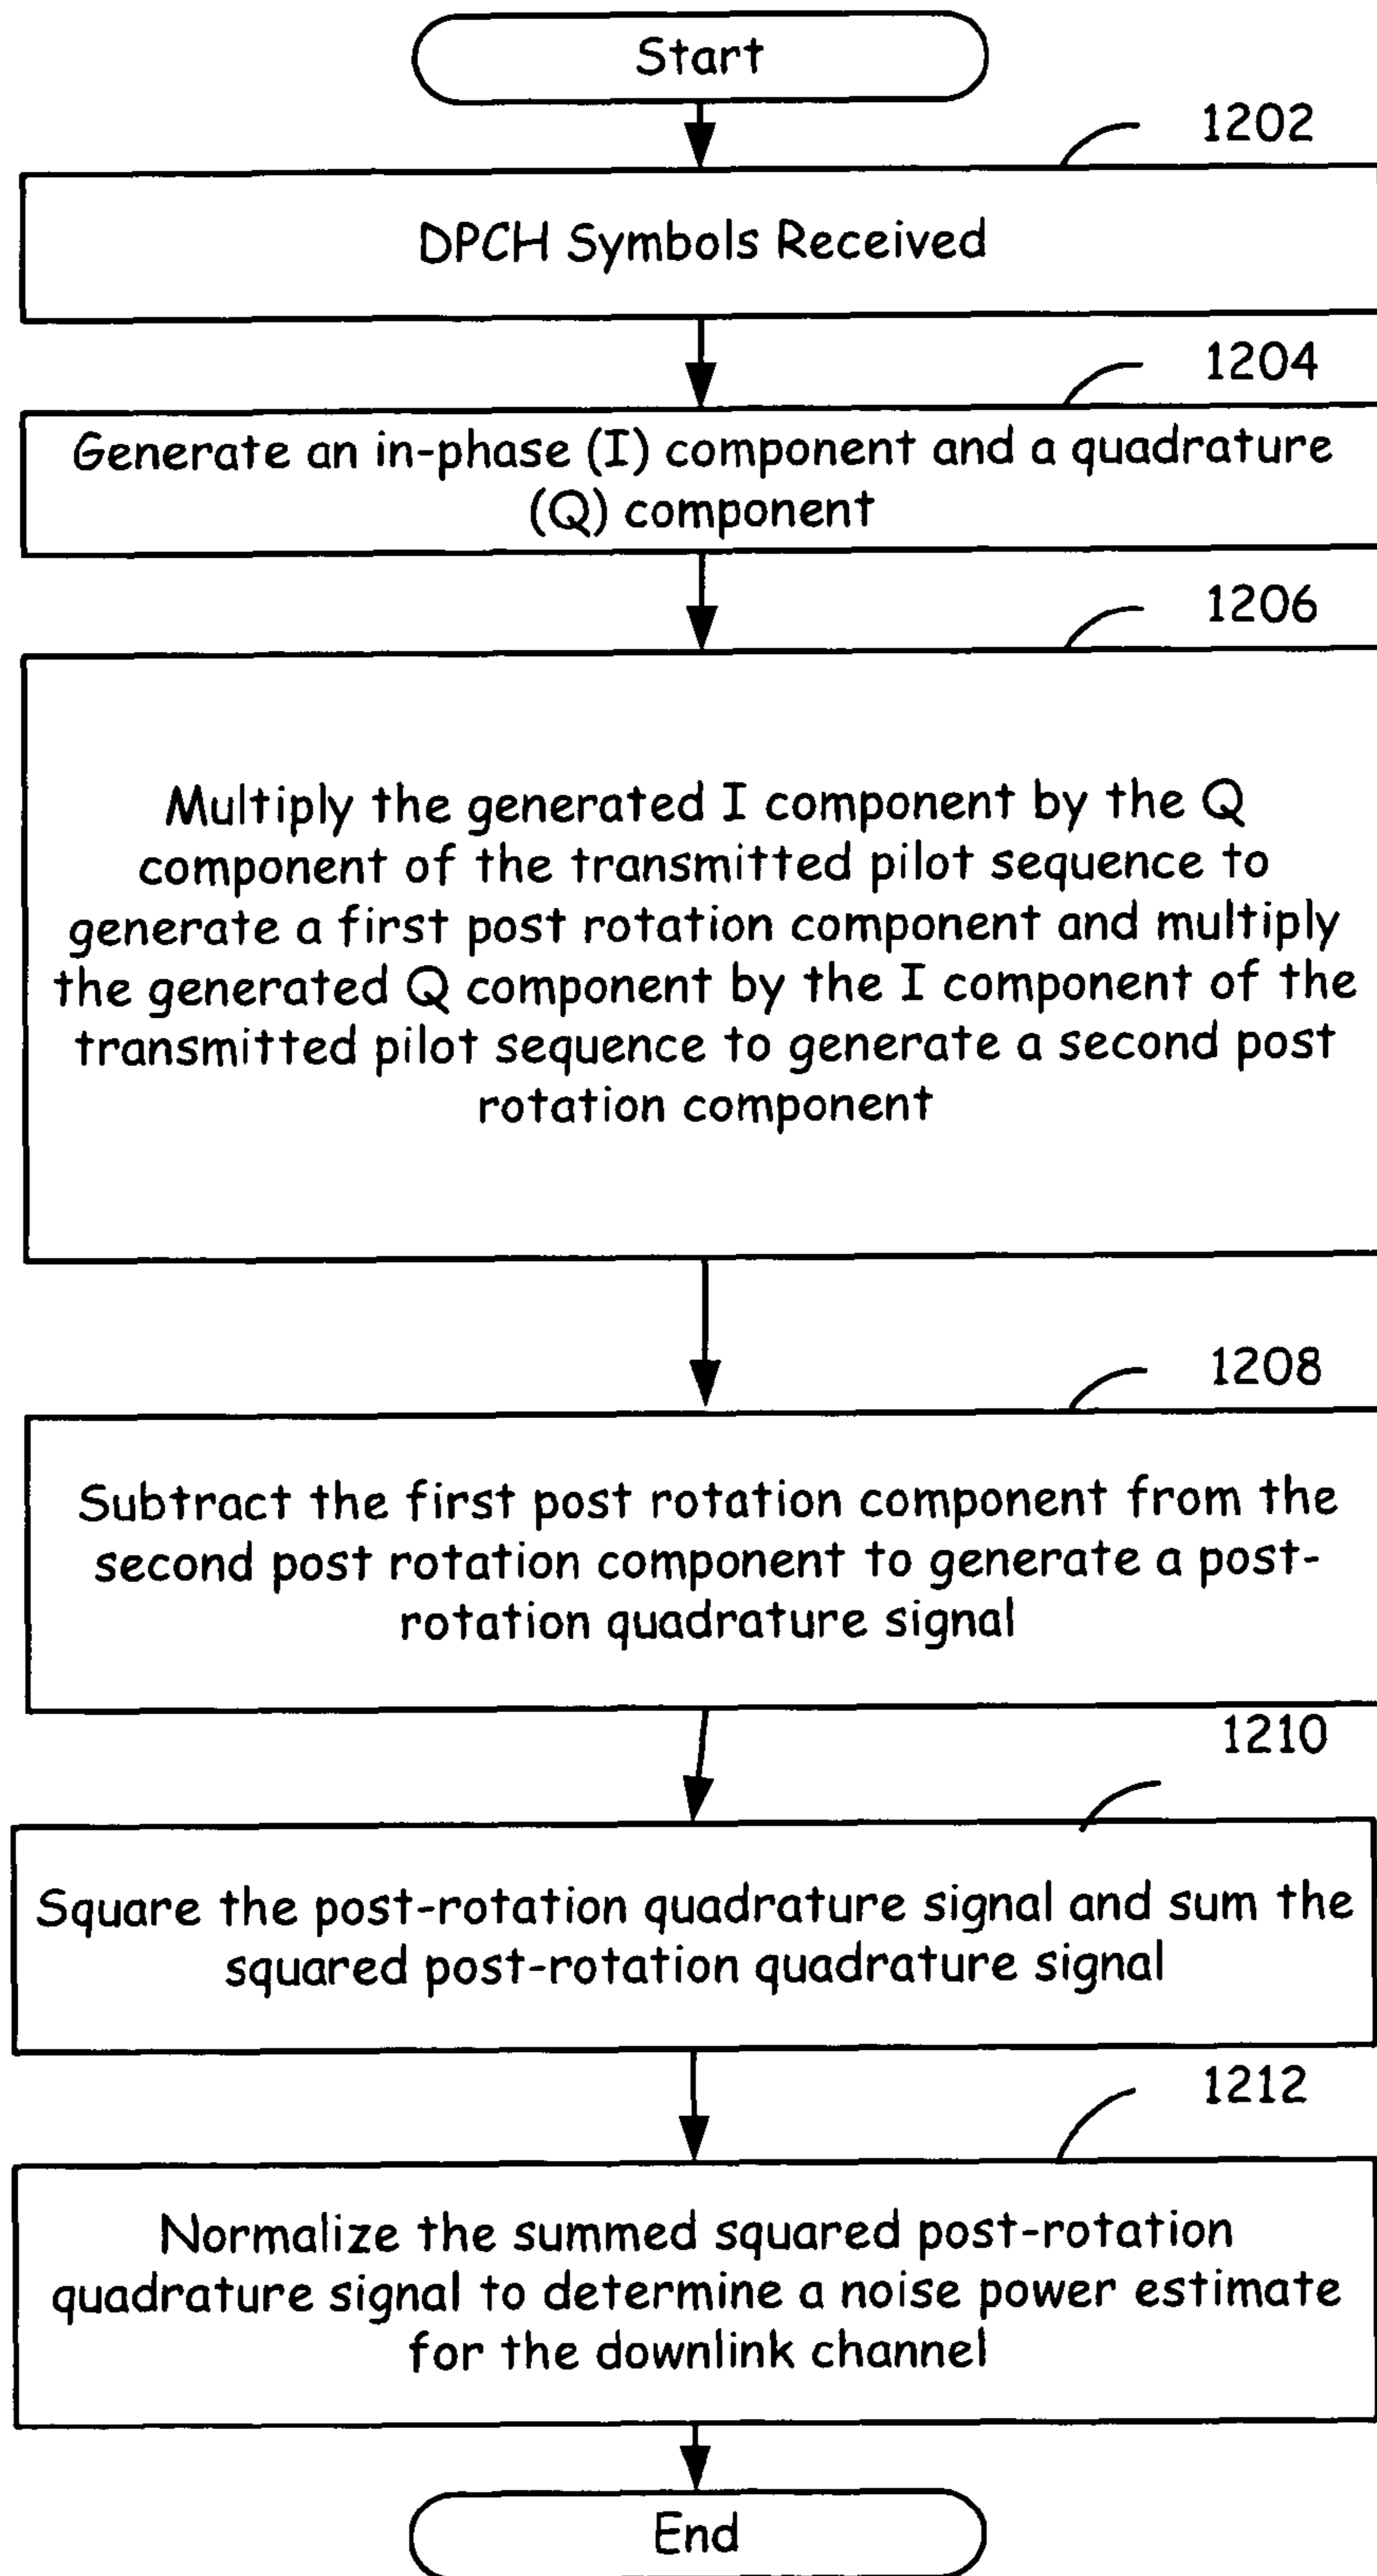 Start
1202
DPCH Symbols Received
1204
Generate an in-phase (I) component and a quadrature
(Q) component
1206
Multiply the generated I component by the Q
component of the transmitted pilot sequence to
generate a first post rotation component and multiply
the generated Q component by the I component of the
transmitted pilot sequence to generate a second post
rotation component
1208
Subtract the first post rotation component from the
second post rotation component to generate a post-
rotation quadrature signal
1210
Square the post-rotation quadrature signal and sum the
squared post-rotation quadrature signal
1212
Normalize the summed squared post-rotation
quadrature signal to determine a noise power estimate
for the downlink channel
End